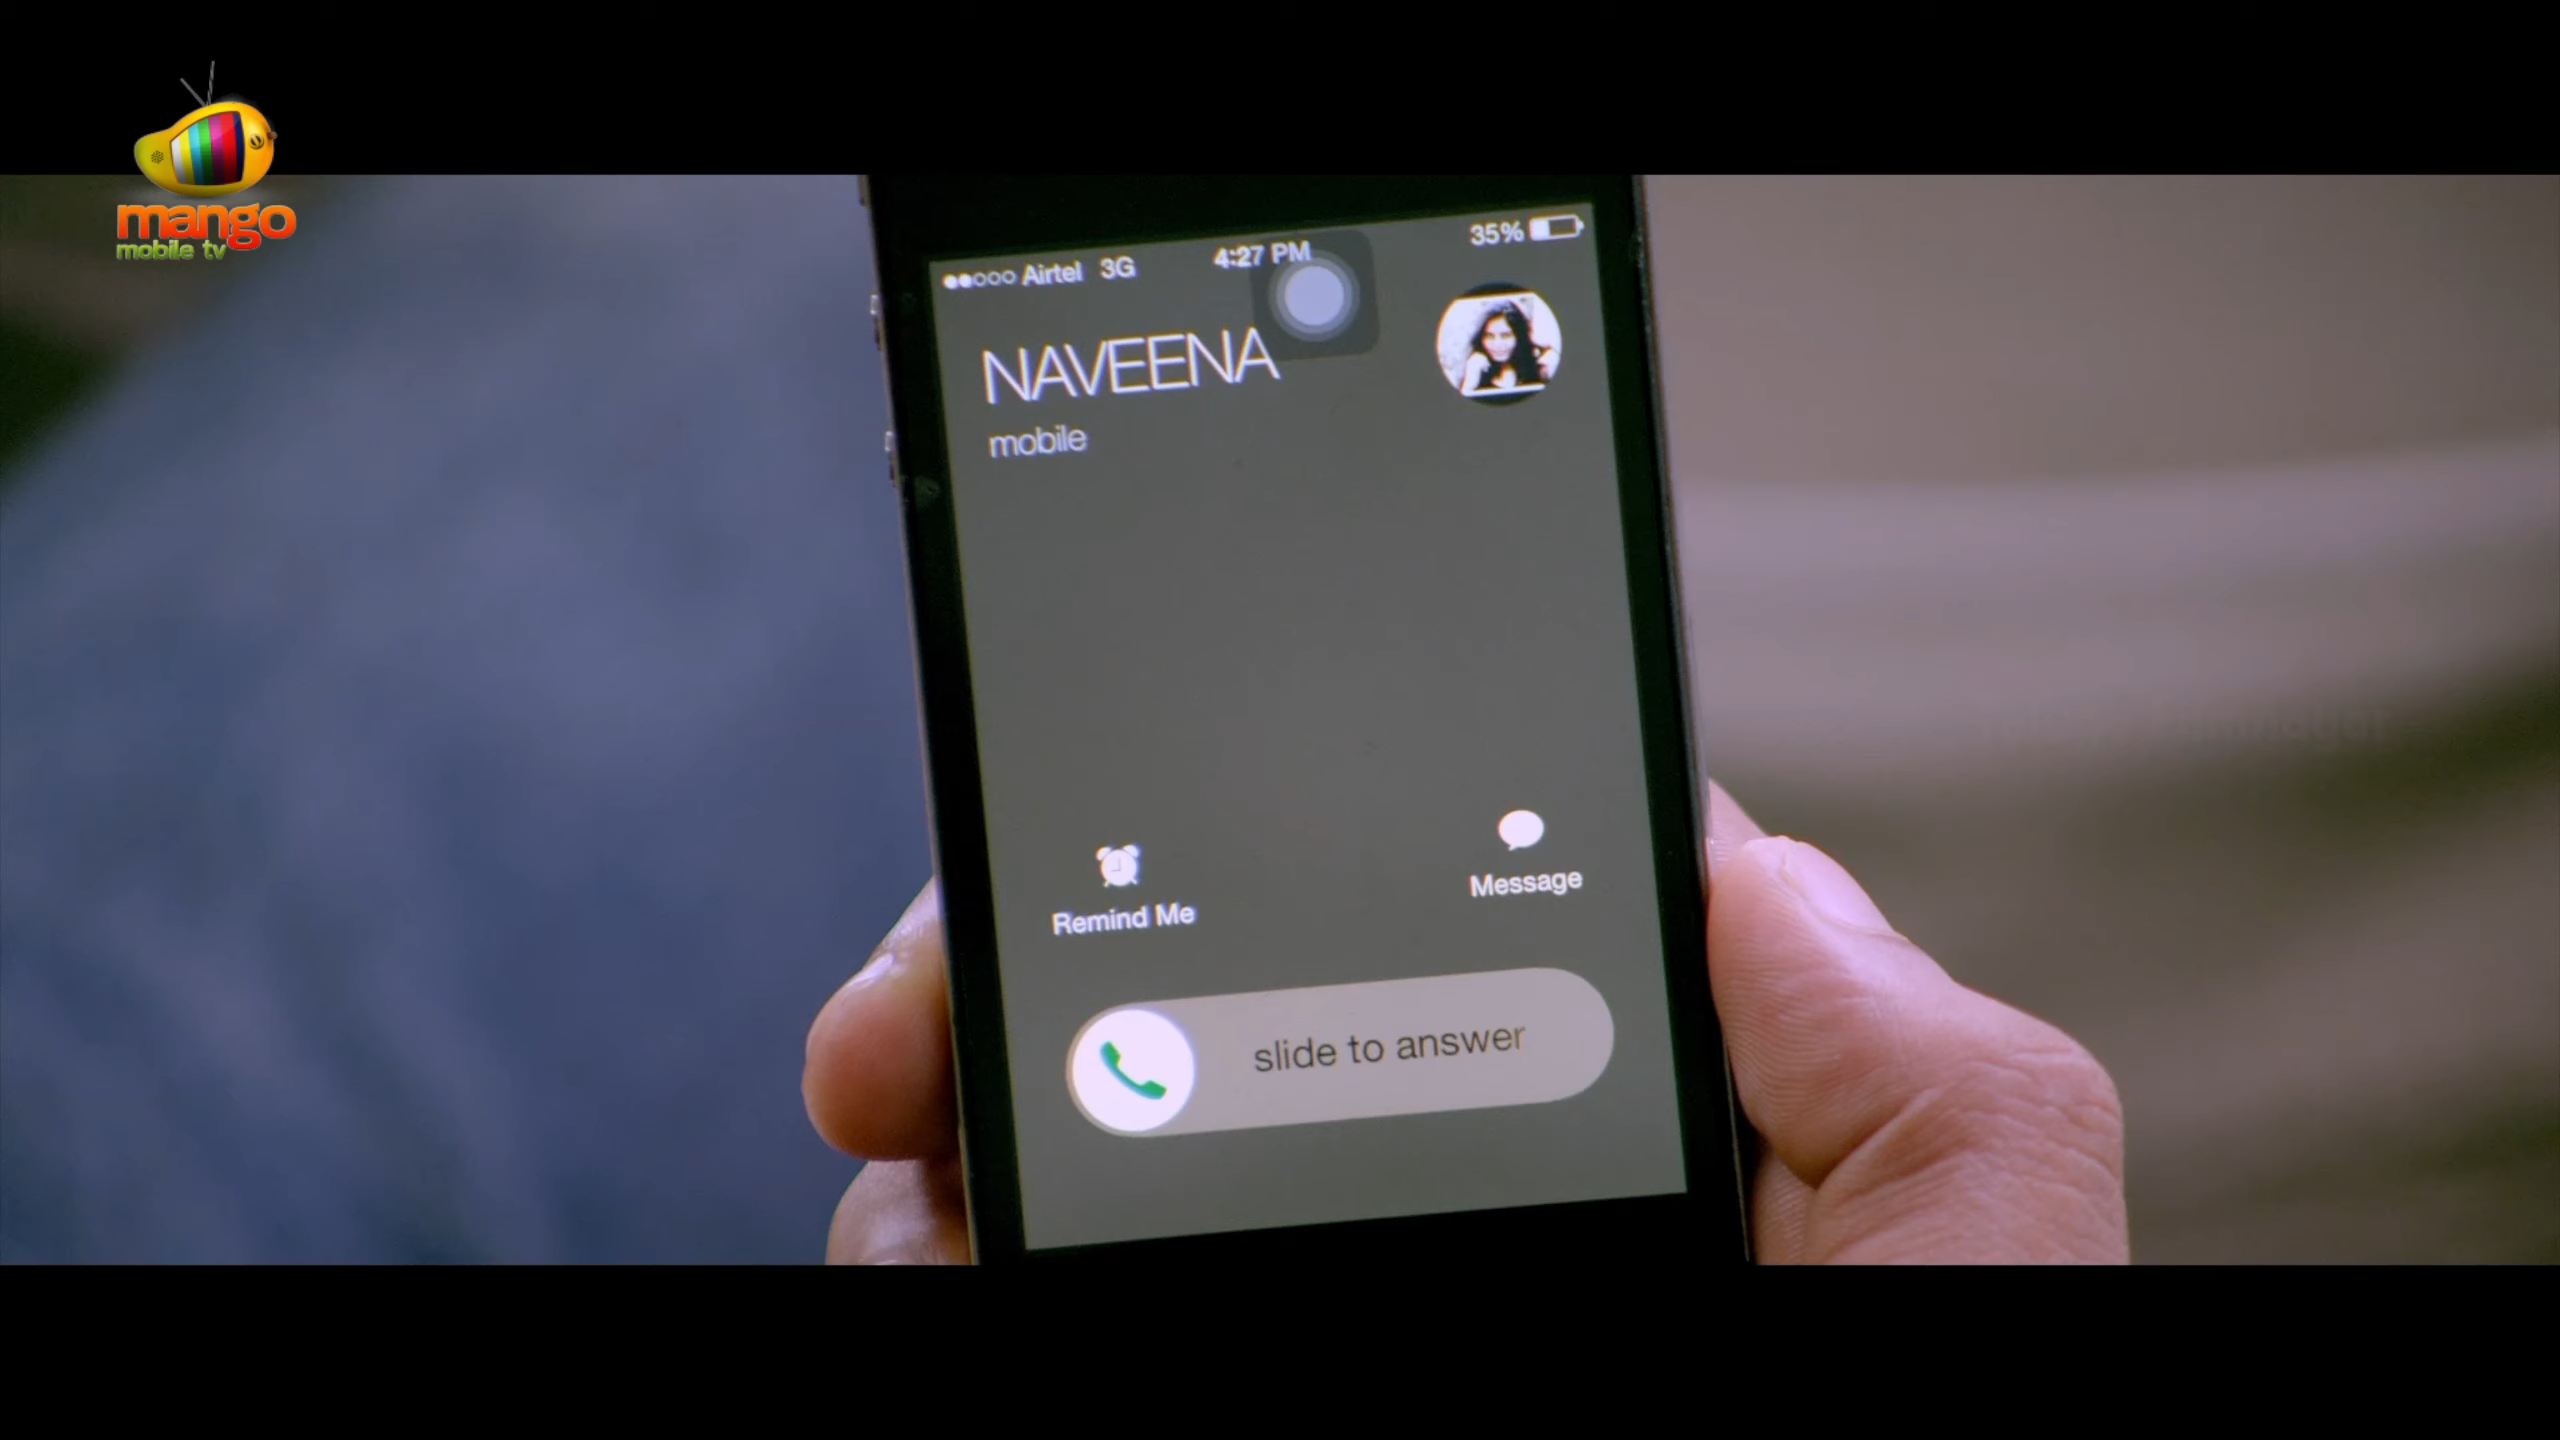 mango
mobile tv
Airtel 3G 4:27 PM 35%
NAVEENA
mobile
Remind Me
Message
slide to answer